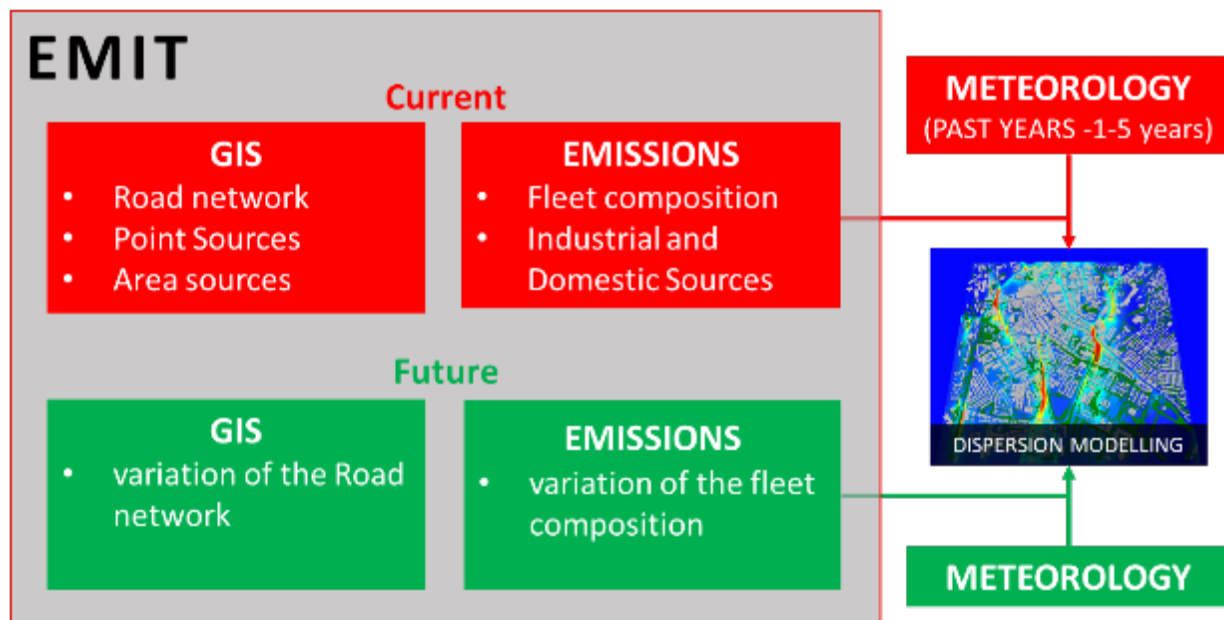 EMIT
Current
GIS
• Road network
• Point Sources
• Area sources
EMISSIONS
• Fleet composition
• Industrial and
Domestic Sources
METEOROLOGY
(PAST YEARS -1-5 years)
DISPERSION MODELLING
Future
GIS
• variation of the Road
network
EMISSIONS
• variation of the fleet
composition
METEOROLOGY